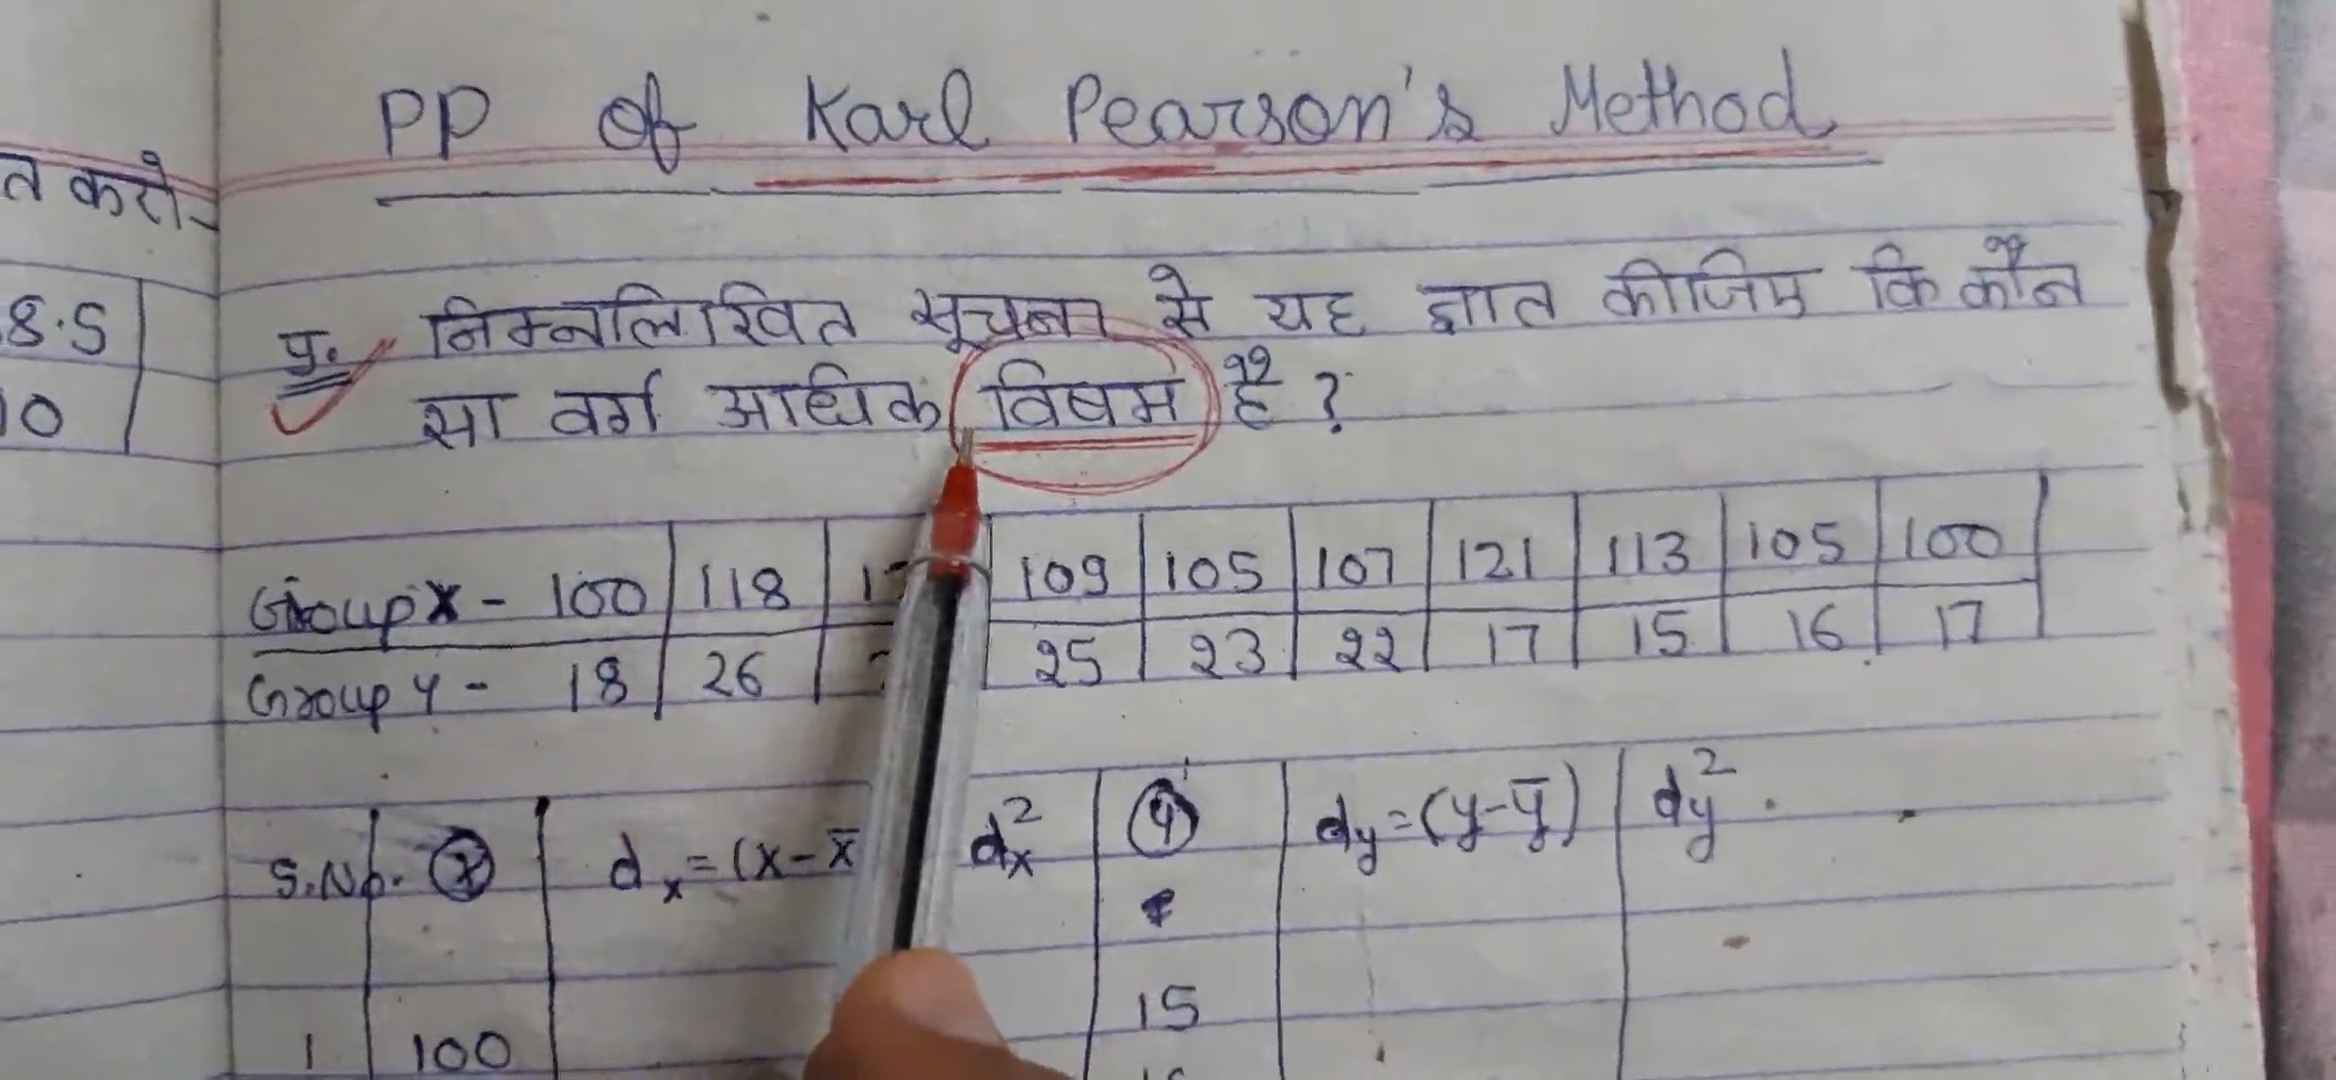 PP of Karl Pearson's Method
त करो-
8.5
10
प्र. निम्नलिखित सूचना से यह ज्ञात कीजिए कि कौन
सा वर्ग अधिक विषम है ?
Group X - 100 118 109 105 107 121 113 105 100
Group Y - 18 26 25 23 22 17 15 16 17
S.No. x dx = (x - x̄ dx² y dy = (y - ȳ) dy²
15
1 100